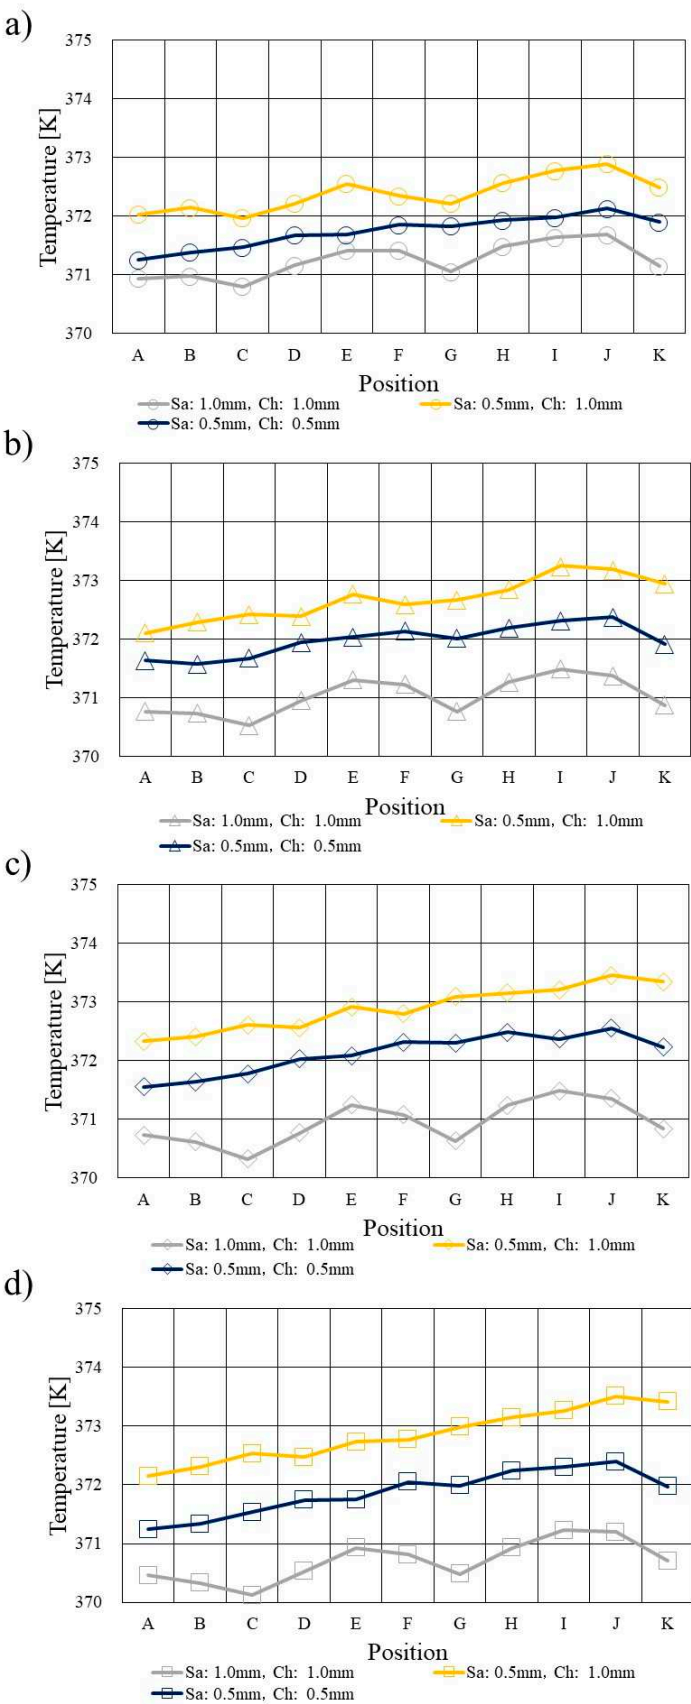 a)
375
374
373
372
371
370
Temperature [K]
A B C D E F G H I J K
Position
Sa: 1.0mm, Ch: 1.0mm Sa: 0.5mm, Ch: 1.0mm
Sa: 0.5mm, Ch: 0.5mm
b)
375
374
373
372
371
370
Temperature [K]
A B C D E F G H I J K
Position
Sa: 1.0mm, Ch: 1.0mm Sa: 0.5mm, Ch: 1.0mm
Sa: 0.5mm, Ch: 0.5mm
c)
375
374
373
372
371
370
Temperature [K]
A B C D E F G H I J K
Position
Sa: 1.0mm, Ch: 1.0mm Sa: 0.5mm, Ch: 1.0mm
Sa: 0.5mm, Ch: 0.5mm
d)
375
374
373
372
371
370
Temperature [K]
A B C D E F G H I J K
Position
Sa: 1.0mm, Ch: 1.0mm Sa: 0.5mm, Ch: 1.0mm
Sa: 0.5mm, Ch: 0.5mm